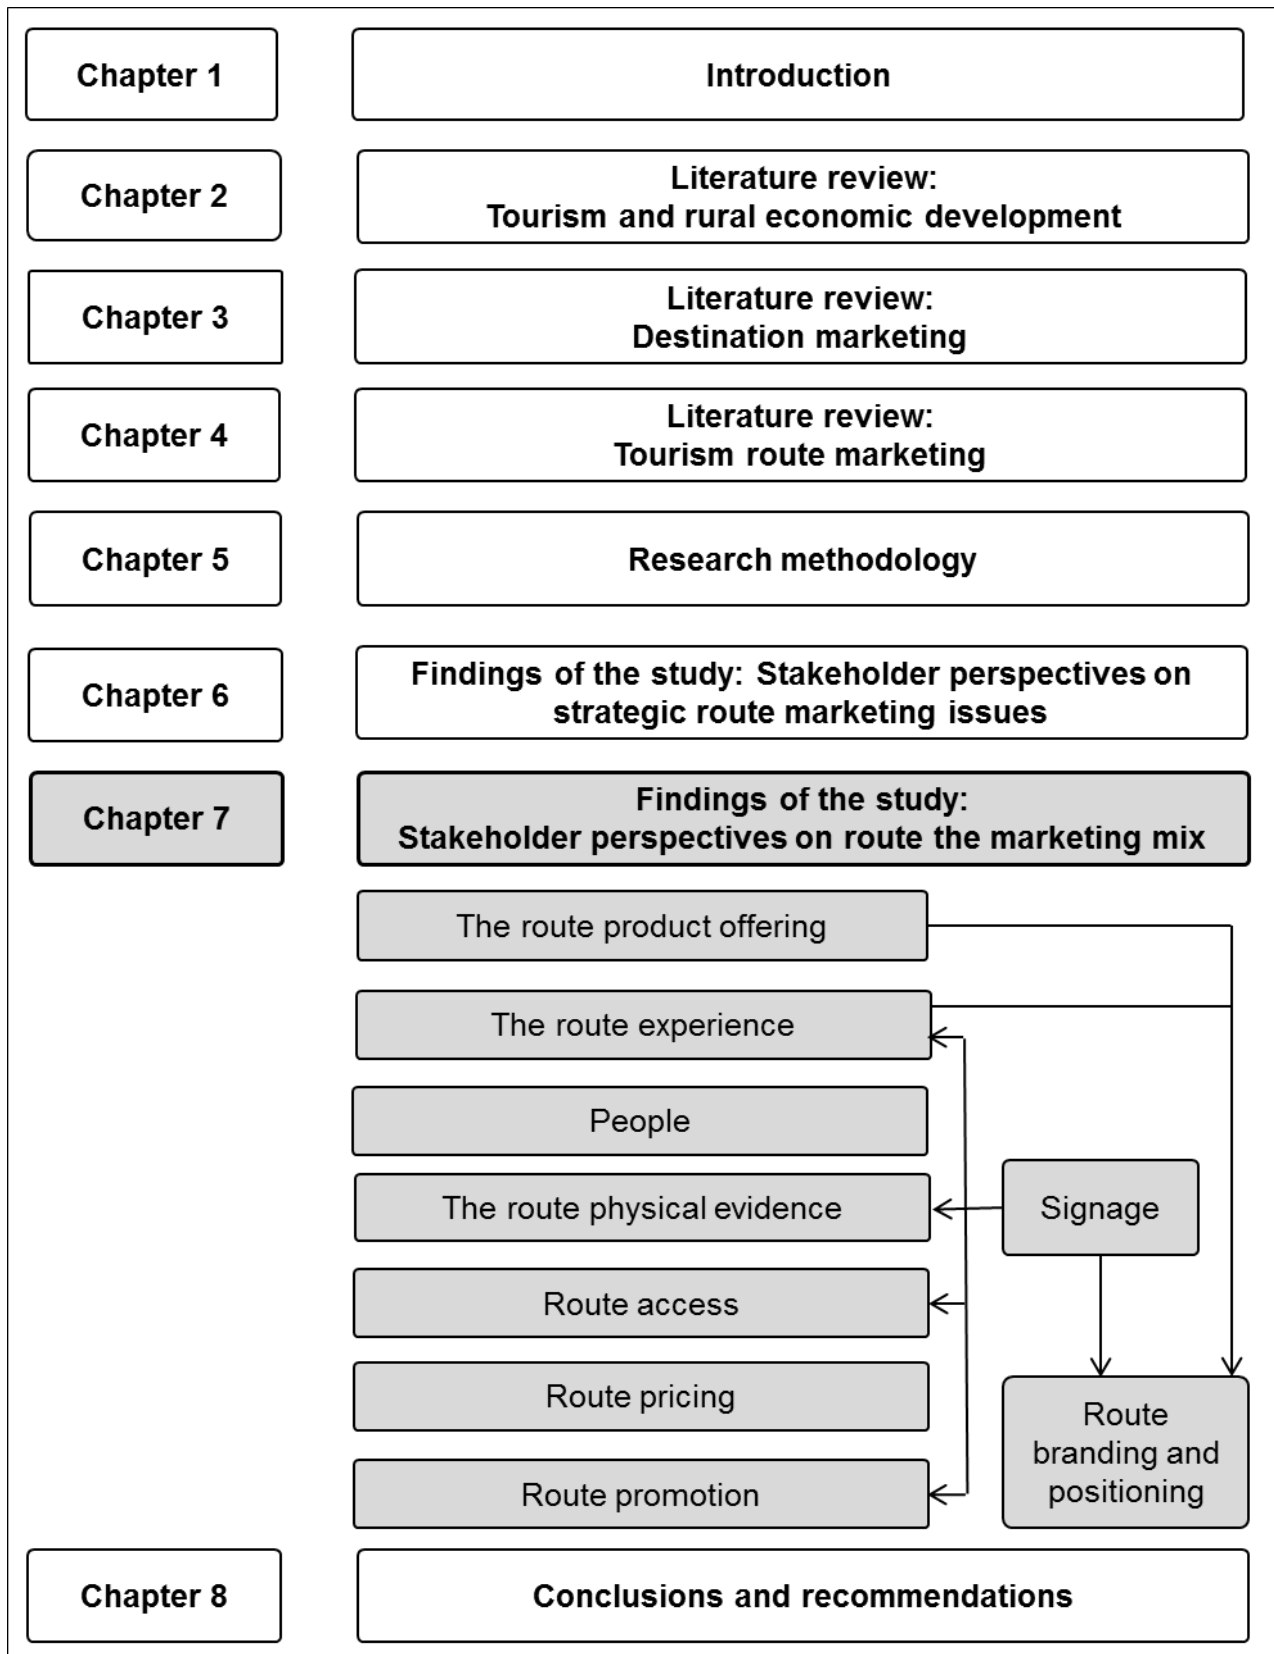 Chapter 1
Introduction
Chapter 2
Literature review:
Tourism and rural economic development
Chapter 3
Literature review:
Destination marketing
Chapter 4
Literature review:
Tourism route marketing
Chapter 5
Research methodology
Chapter 6
Findings of the study: Stakeholder perspectives on
strategic route marketing issues
Chapter 7
Findings of the study:
Stakeholder perspectives on route the marketing mix
The route product offering
The route experience
People
The route physical evidence
Signage
Route access
Route pricing
Route promotion
Route
branding and
positioning
Chapter 8
Conclusions and recommendations